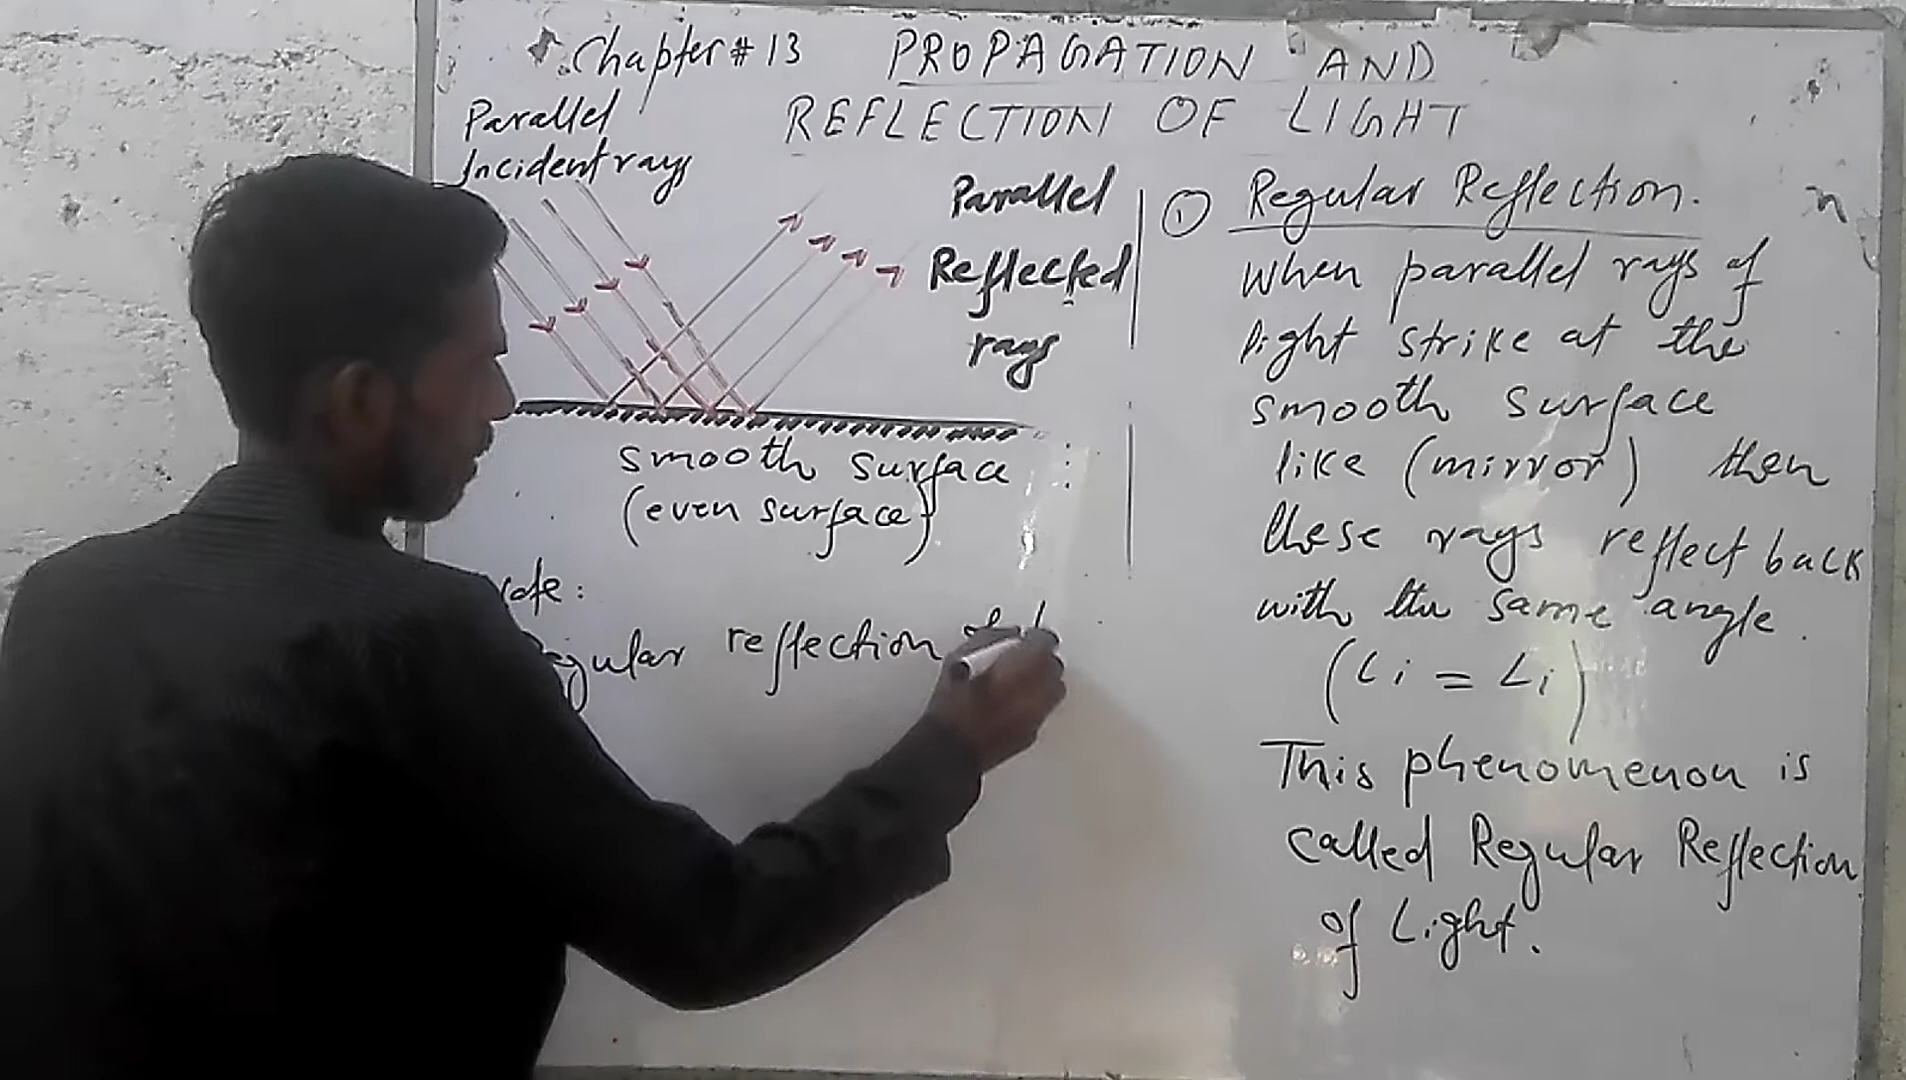 Chapter # 13 PROPAGATION AND
REFLECTION OF LIGHT
Parallel
Incident rays
Parallel
Reflected
rays
smooth surface
(even surface)
Note:
Regular reflection of
① Regular Reflection.
When parallel rays of
light strike at the
smooth surface
like (mirror) then
these rays reflect back
with the same angle.
(∠i = ∠i)
This phenomenon is
called Regular Reflection
of Light.